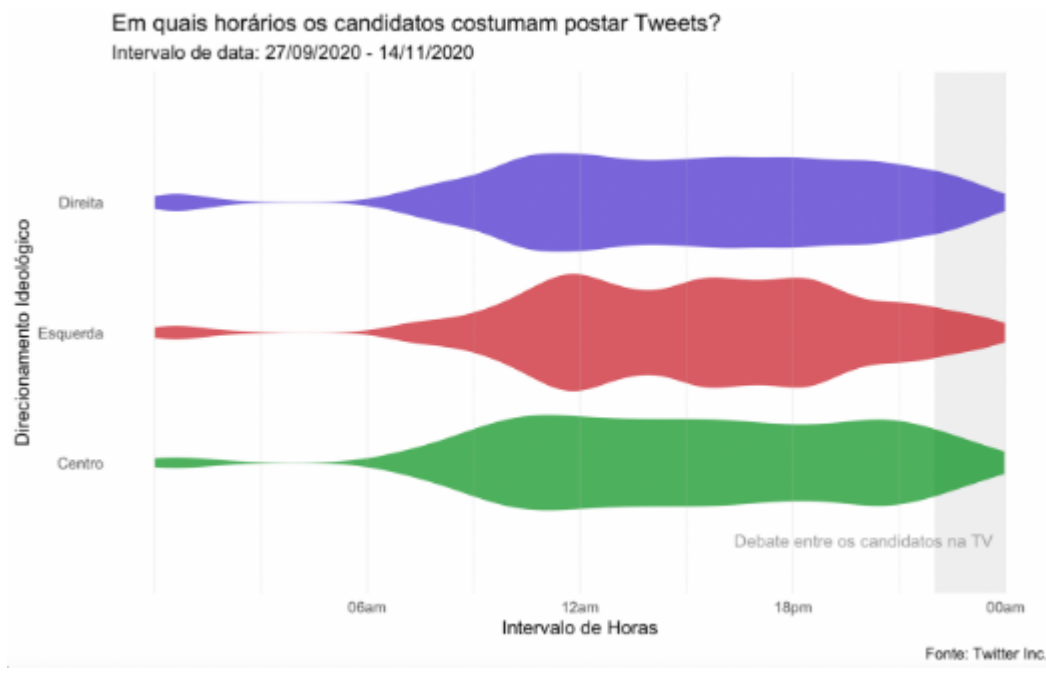 Em quais horários os candidatos costumam postar Tweets?
Intervalo de data: 27/09/2020 - 14/11/2020
Direcionamento Ideológico
Direita
Esquerda
Centro
Debate entre os candidatos na TV
06am
12am
18pm
00am
Intervalo de Horas
Fonte: Twitter Inc.